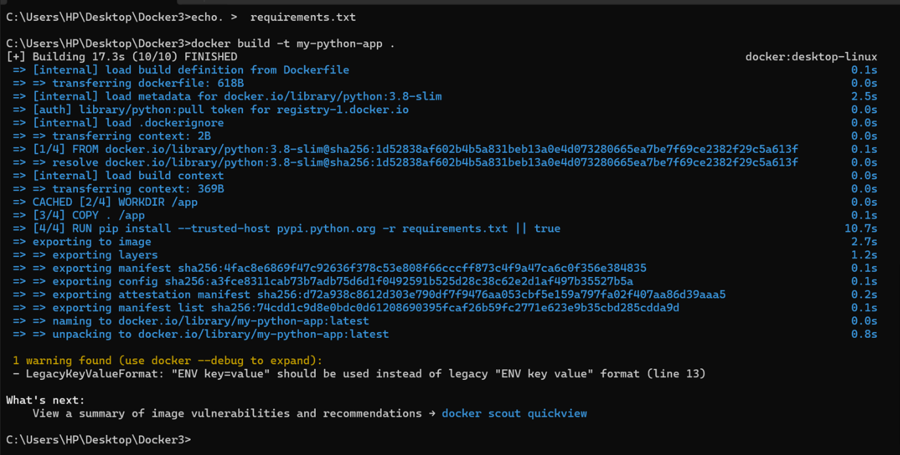 C:\Users\HP\Desktop\Docker3>echo. >  requirements.txt
C:\Users\HP\Desktop\Docker3>docker build -t my-python-app .
[+] Building 17.3s (10/10) FINISHED docker:desktop-linux
=> [internal] load build definition from Dockerfile 0.1s
=> => transferring dockerfile: 618B 0.0s
=> [internal] load metadata for docker.io/library/python:3.8-slim 2.5s
=> [auth] library/python:pull token for registry-1.docker.io 0.0s
=> [internal] load .dockerignore 0.0s
=> => transferring context: 2B 0.0s
=> [1/4] FROM docker.io/library/python:3.8-slim@sha256:1d52838af602b4b5a831beb13a0e4d073280665ea7be7f69ce2382f29c5a613f 0.1s
=> => resolve docker.io/library/python:3.8-slim@sha256:1d52838af602b4b5a831beb13a0e4d073280665ea7be7f69ce2382f29c5a613f 0.0s
=> [internal] load build context 0.0s
=> => transferring context: 369B 0.0s
=> CACHED [2/4] WORKDIR /app 0.0s
=> [3/4] COPY . /app 0.1s
=> [4/4] RUN pip install --trusted-host pypi.python.org -r requirements.txt || true 10.7s
=> exporting to image 2.7s
=> => exporting layers 1.2s
=> => exporting manifest sha256:4fac8e6869f47c92636f378c53e808f66cccff873c4f9a47ca6c0f356e384835 0.1s
=> => exporting config sha256:a3fce8311cab73b7adb75d6d1f0492591b525d28c38c62e2d1af497b35527b5a 0.1s
=> => exporting attestation manifest sha256:d72a938c8612d303e790df7f9476aa053cbf5e159a797fa02f407aa86d39aaa5 0.2s
=> => exporting manifest list sha256:74cdd1c9d8e0bdc0d61208690395fcaf26b59fc2771e623e9b35cbd285cdda9d 0.1s
=> => naming to docker.io/library/my-python-app:latest 0.0s
=> => unpacking to docker.io/library/my-python-app:latest 0.8s
1 warning found (use docker --debug to expand):
- LegacyKeyValueFormat: "ENV key=value" should be used instead of legacy "ENV key value" format (line 13)
What's next:
View a summary of image vulnerabilities and recommendations → docker scout quickview
C:\Users\HP\Desktop\Docker3>